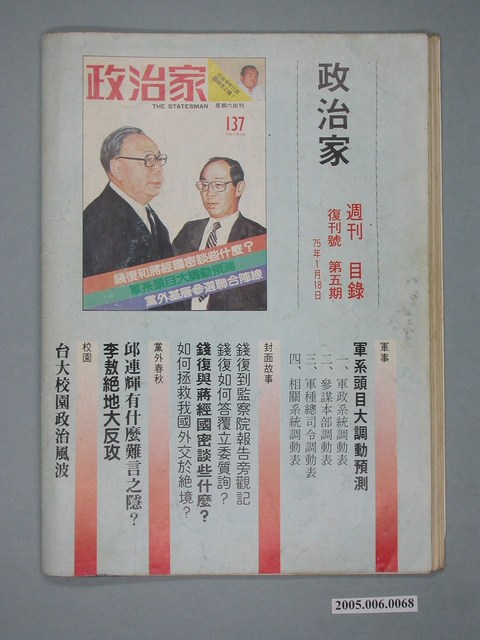 政治家
THE STATESMAN
星期六出刊
137
錢復和蔣經國密談些什麼？
軍系頭目大調動預測
黨外基層參選聯合陣線
政治家
週刊 目錄
復刊號 第五期
75年1月18日
軍事
軍系頭目大調動預測
一、軍政系統調動表
二、參謀本部調動表
三、軍種總司令調動表
四、相關系統調動表
封面故事
錢復到監察院報告旁觀記
錢復如何答覆立委質詢？
錢復與蔣經國密談些什麼？
如何拯救我國外交於絕境？
黨外春秋
邱連輝有什麼難言之隱？
李敖絕地大反攻
校園
台大校園政治風波
2005.006.0068